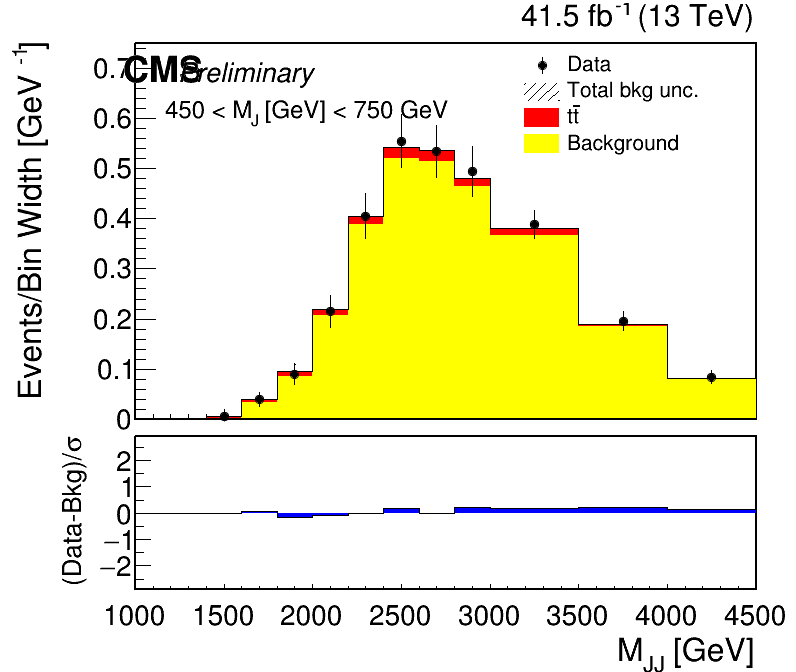 41.5 fb⁻¹ (13 TeV)
CMS Preliminary
450 < M_J [GeV] < 750 GeV
Data
Total bkg unc.
tt̄
Background
Events/Bin Width [GeV⁻¹]
0.7
0.6
0.5
0.4
0.3
0.2
0.1
0
(Data-Bkg)/σ
2
1
0
−1
−2
1000 1500 2000 2500 3000 3500 4000 4500
M_JJ [GeV]